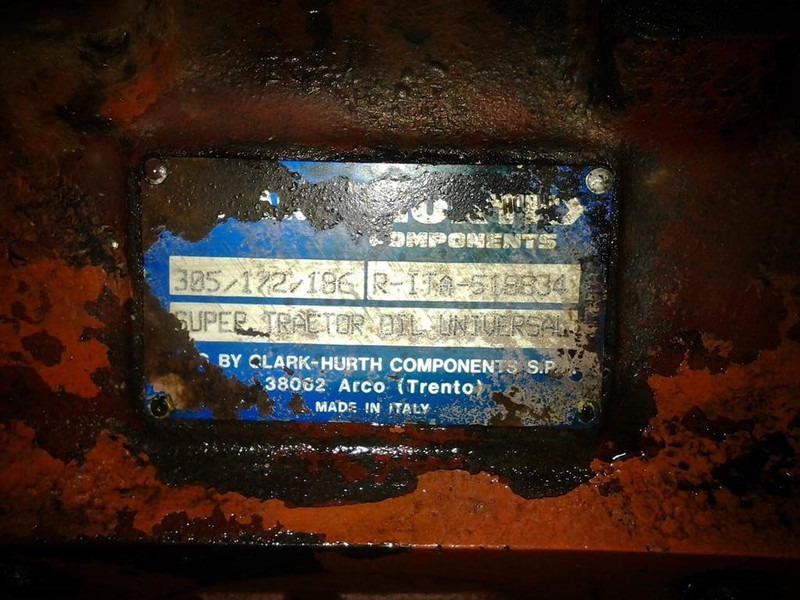 COMPONENTS
305/172/186 R-ITA-519834
SUPER TRACTOR OIL UNIVERSAL
BY CLARK-HURTH COMPONENTS S.P.
38062 Arco (Trento)
MADE IN ITALY